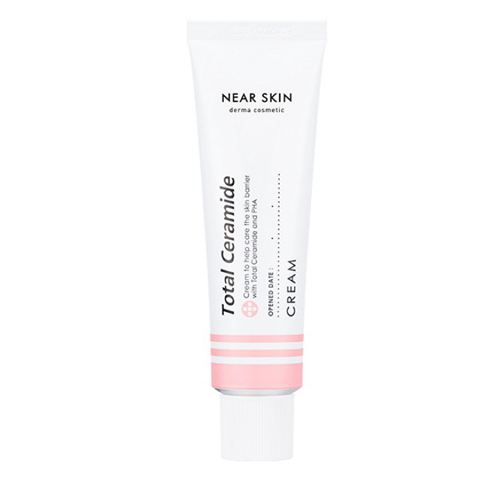 NEAR SKIN
derma cosmetic
Total Ceramide
Cream to help care the skin barrier
with Total Ceramide and PHA
OPENED DATE :
CREAM